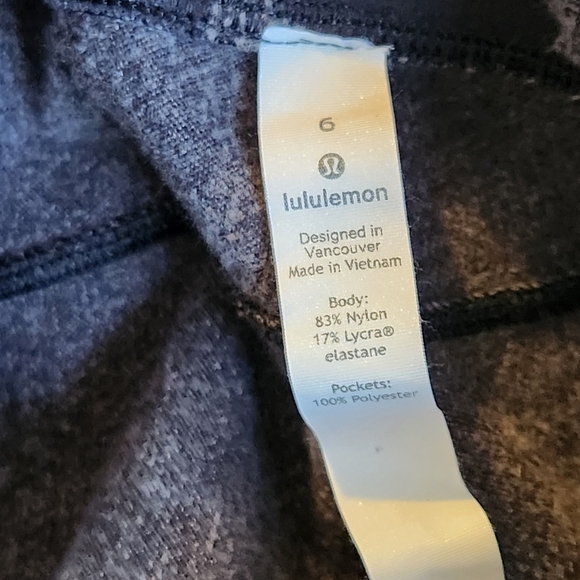 6
lululemon
Designed in
Vancouver
Made in Vietnam
Body:
83% Nylon
17% Lycra®
elastane
Pockets:
100% Polyester